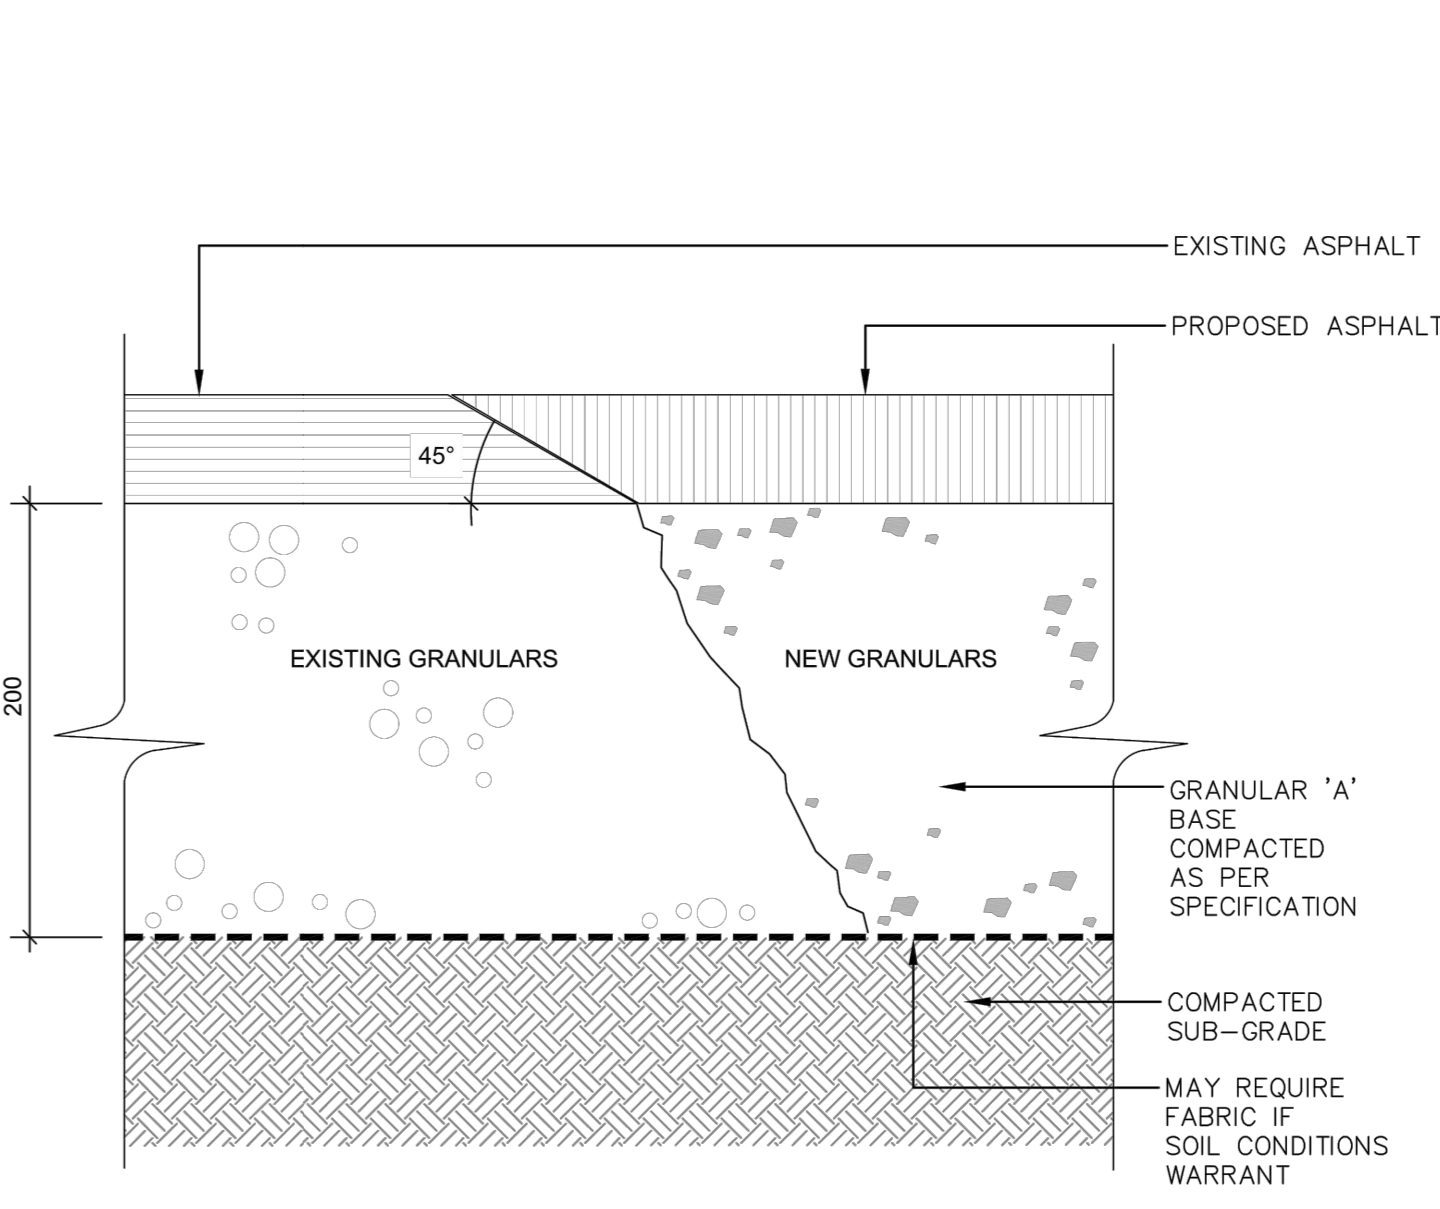 EXISTING ASPHALT
PROPOSED ASPHALT
45°
EXISTING GRANULARS
NEW GRANULARS
200
GRANULAR 'A'
BASE
COMPACTED
AS PER
SPECIFICATION
COMPACTED
SUB-GRADE
MAY REQUIRE
FABRIC IF
SOIL CONDITIONS
WARRANT